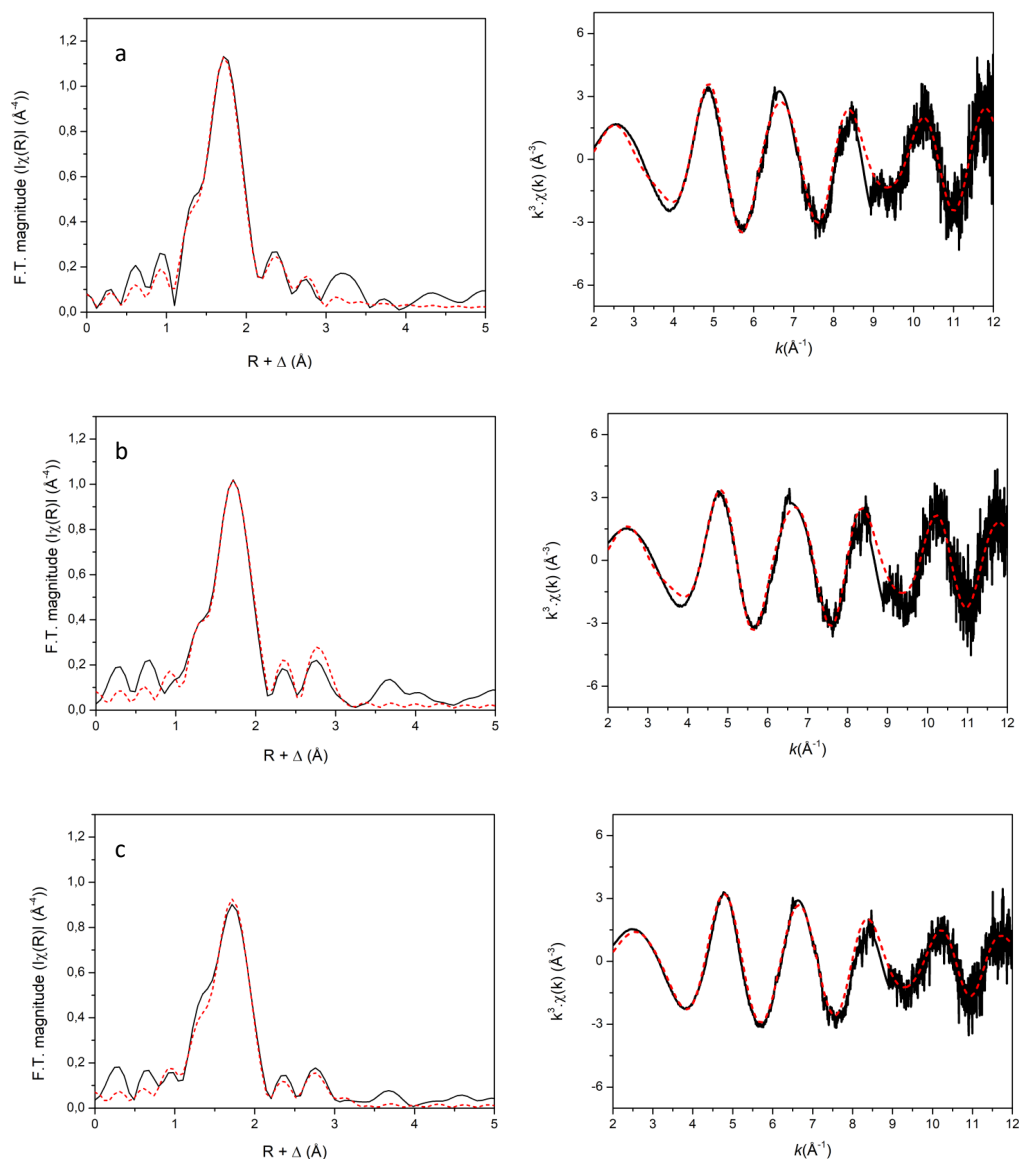 a
F.T. magnitude (Iχ(R)I (Å⁻⁴))
1,2
1,0
0,8
0,6
0,4
0,2
0,0
0 1 2 3 4 5
R + Δ (Å)
k³.χ(k) (Å⁻³)
6
3
0
-3
-6
2 3 4 5 6 7 8 9 10 11 12
k(Å⁻¹)
b
F.T. magnitude (Iχ(R)I (Å⁻⁴))
1,2
1,0
0,8
0,6
0,4
0,2
0,0
0 1 2 3 4 5
R + Δ (Å)
k³.χ(k) (Å⁻³)
6
3
0
-3
-6
2 3 4 5 6 7 8 9 10 11 12
k(Å⁻¹)
c
F.T. magnitude (Iχ(R)I (Å⁻⁴))
1,2
1,0
0,8
0,6
0,4
0,2
0,0
0 1 2 3 4 5
R + Δ (Å)
k³.χ(k) (Å⁻³)
6
3
0
-3
-6
2 3 4 5 6 7 8 9 10 11 12
k(Å⁻¹)